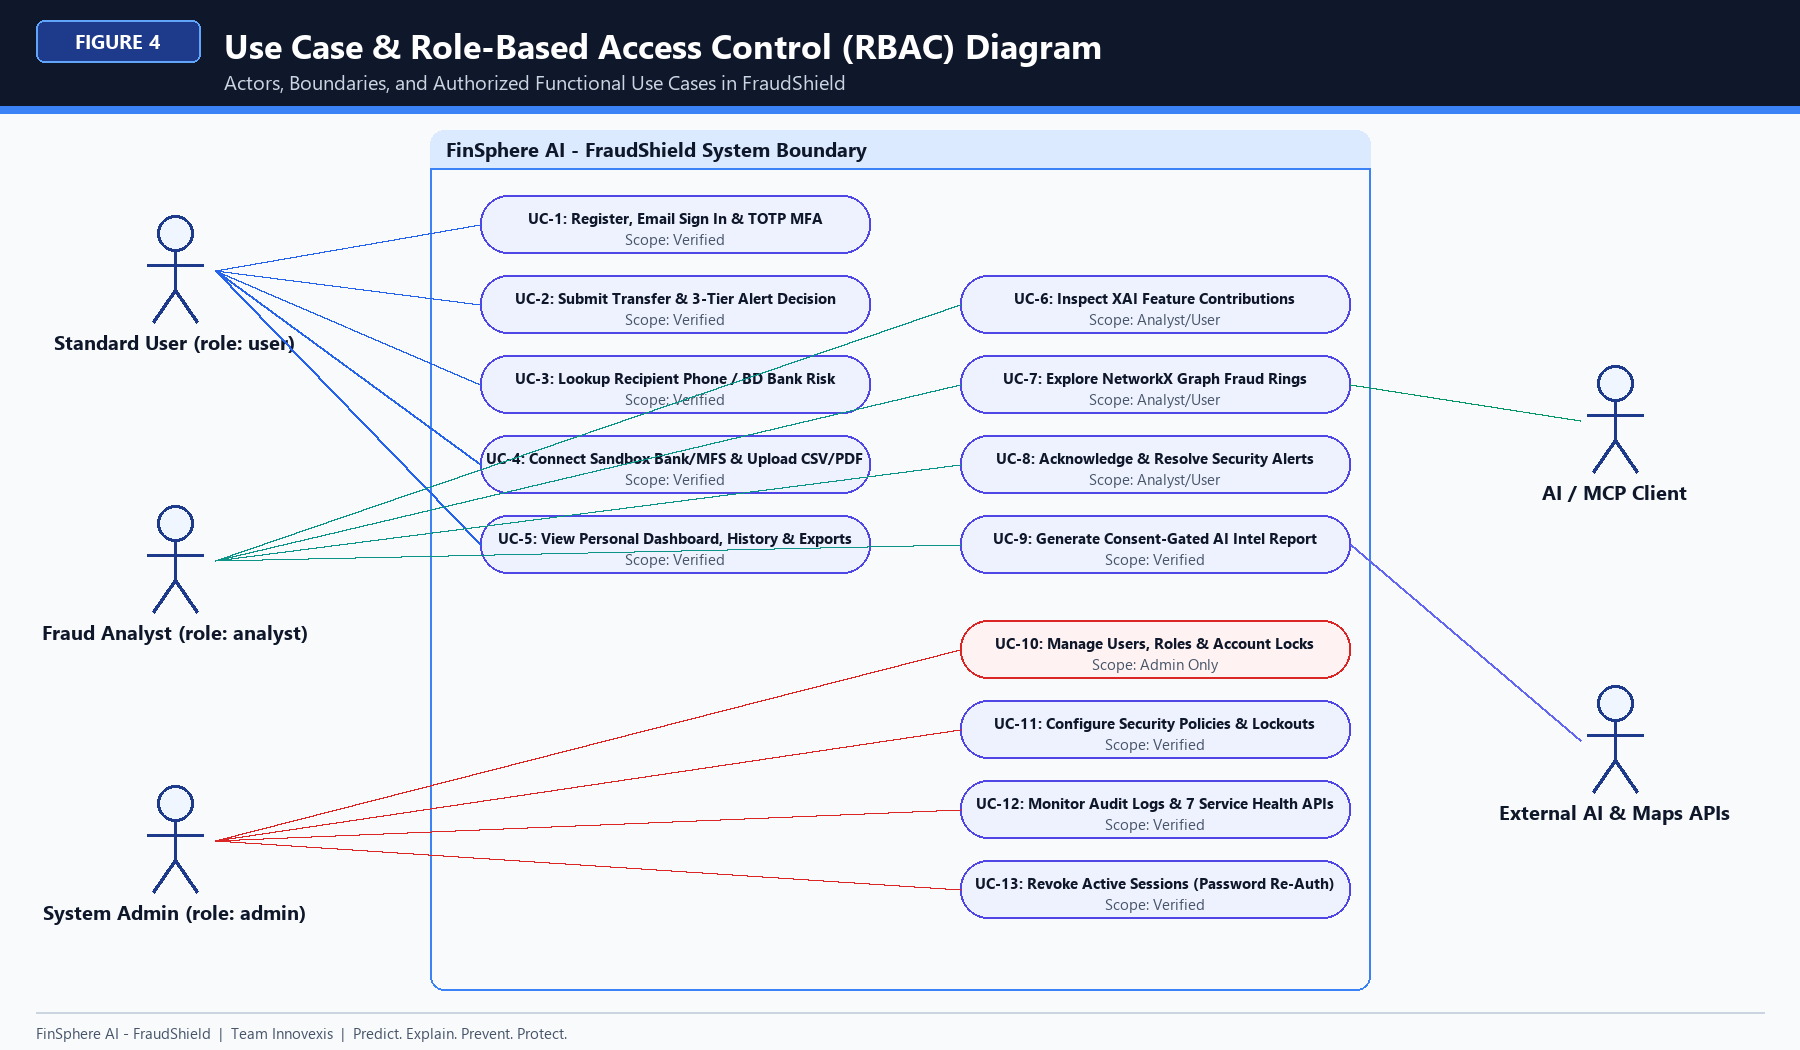 FIGURE 4
Use Case & Role-Based Access Control (RBAC) Diagram
Actors, Boundaries, and Authorized Functional Use Cases in FraudShield
FinSphere AI - FraudShield System Boundary
Standard User (role: user)
Fraud Analyst (role: analyst)
System Admin (role: admin)
UC-1: Register, Email Sign In & TOTP MFA
Scope: Verified
UC-2: Submit Transfer & 3-Tier Alert Decision
Scope: Verified
UC-3: Lookup Recipient Phone / BD Bank Risk
Scope: Verified
UC-4: Connect Sandbox Bank/MFS & Upload CSV/PDF
Scope: Verified
UC-5: View Personal Dashboard, History & Exports
Scope: Verified
UC-6: Inspect XAI Feature Contributions
Scope: Analyst/User
UC-7: Explore NetworkX Graph Fraud Rings
Scope: Analyst/User
UC-8: Acknowledge & Resolve Security Alerts
Scope: Analyst/User
UC-9: Generate Consent-Gated AI Intel Report
Scope: Verified
UC-10: Manage Users, Roles & Account Locks
Scope: Admin Only
UC-11: Configure Security Policies & Lockouts
Scope: Verified
UC-12: Monitor Audit Logs & 7 Service Health APIs
Scope: Verified
UC-13: Revoke Active Sessions (Password Re-Auth)
Scope: Verified
AI / MCP Client
External AI & Maps APIs
FinSphere AI - FraudShield | Team Innovexis | Predict. Explain. Prevent. Protect.